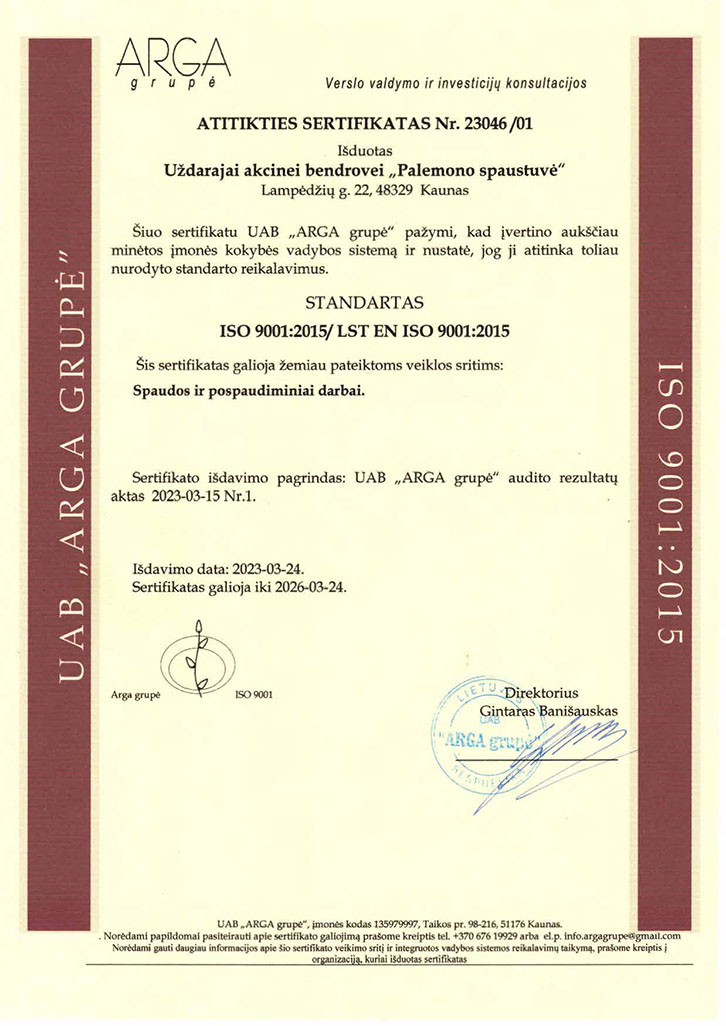 ARGA
grupė
Verslo valdymo ir investicijų konsultacijos
ATITIKTIES SERTIFIKATAS Nr. 23046/01
Išduotas
Uždarajai akcinei bendrovei „Palemono spaustuvė“
Lampėdžių g. 22, 48329 Kaunas
Šiuo sertifikatu UAB „ARGA grupė“ pažymi, kad įvertino aukščiau
minėtos įmonės kokybės vadybos sistemą ir nustatė, jog ji atitinka toliau
nurodyto standarto reikalavimus.
STANDARTAS
ISO 9001:2015/ LST EN ISO 9001:2015
Šis sertifikatas galioja žemiau pateiktoms veiklos sritims:
Spaudos ir pospaudiminiai darbai.
Sertifikato išdavimo pagrindas: UAB „ARGA grupė“ audito rezultatų
aktas 2023-03-15 Nr.1.
Išdavimo data: 2023-03-24.
Sertifikatas galioja iki 2026-03-24.
Arga grupė ISO 9001
Direktorius
Gintaras Banišauskas
LIETUVOS
UAB
"ARGA grupė"
RESPUBLIKA
UAB „ARGA GRUPĖ“
ISO 9001:2015
UAB „ARGA grupė“, įmonės kodas 135979997, Taikos pr. 98-216, 51176 Kaunas.
. Norėdami papildomai pasiteirauti apie sertifikato galiojimą prašome kreiptis tel. +370 676 19929 arba el.p. info.argagrupe@gmail.com
Norėdami gauti daugiau informacijos apie šio sertifikato veikimo sritį ir integruotos vadybos sistemos reikalavimų taikymą, prašome kreiptis į
organizaciją, kuriai išduotas sertifikatas